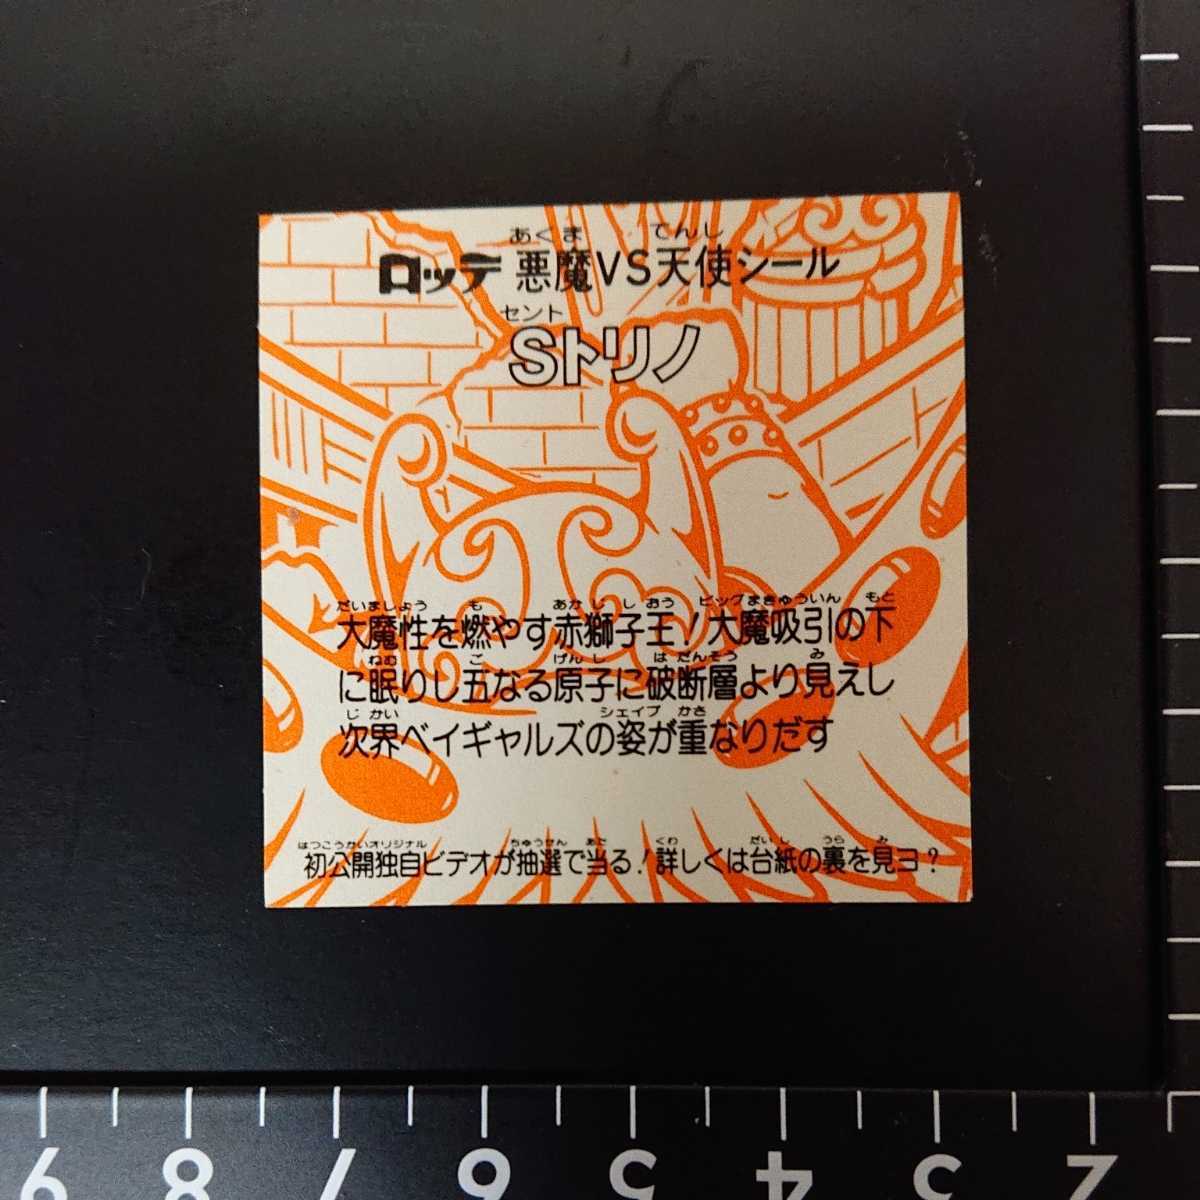 あくま てんし
ロッテ 悪魔VS天使シール
セント
Sトリノ
だいましょう も あかししおう ビッグまきゅういん もと
大魔性を燃やす赤獅子王！大魔吸引の下
ねむ ご げんし はだんそう み
に眠りし五なる原子に破断層より見えし
じかい シェイプ かさ
次界ベイギャルズの姿が重なりだす
はつこうかいオリジナル ちゅうせん あた くわ だいし うら み
初公開独自ビデオが抽選で当る！詳しくは台紙の裏を見ヨ？
9 8 7 6 5 4 3 2